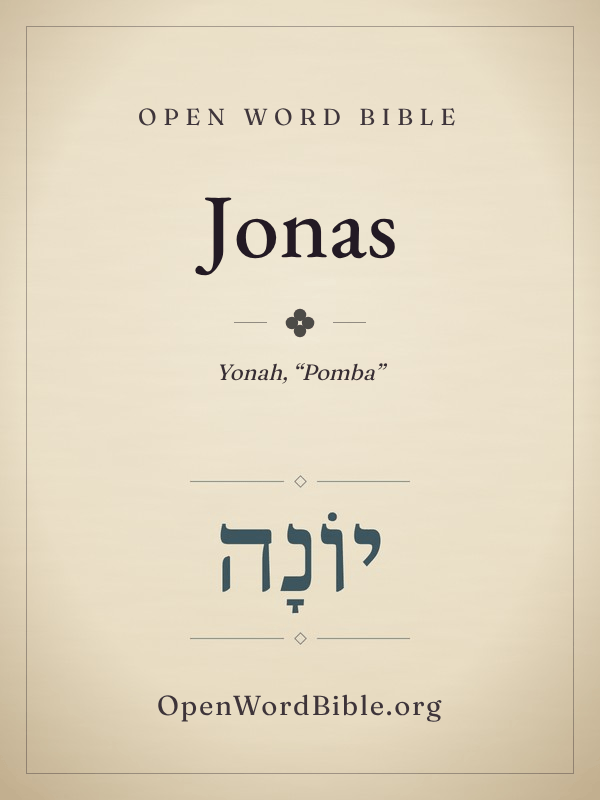 OPEN WORD BIBLE
Jonas
Yonah, “Pomba”
יוֹנָה
OpenWordBible.org